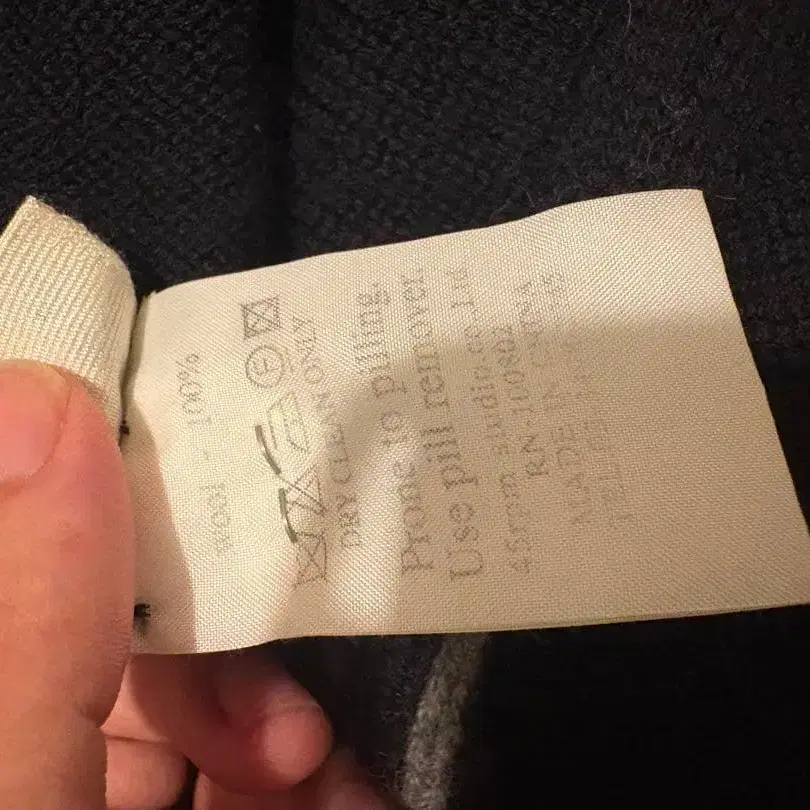 wool - 100%
DRY CLEAN ONLY
Prone to pilling.
Use pill remover.
45rpm studio co.,ltd
RN-100802
MADE IN CHINA